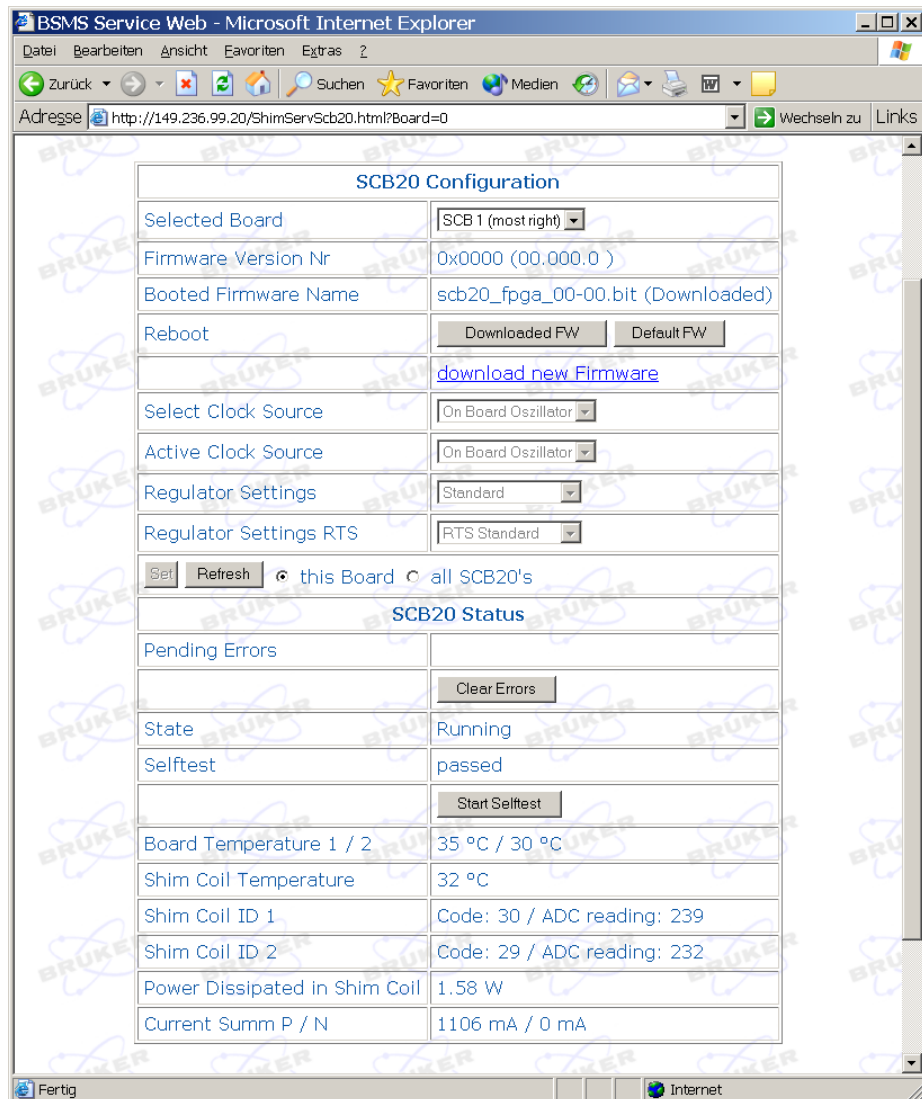 BSMS Service Web - Microsoft Internet Explorer
Datei Bearbeiten Ansicht Favoriten Extras ?
Zurück Suchen Favoriten Medien
Adresse http://149.236.99.20/ShimServScb20.html?Board=0 Wechseln zu Links
SCB20 Configuration
Selected Board SCB 1 (most right)
Firmware Version Nr 0x0000 (00.000.0 )
Booted Firmware Name scb20_fpga_00-00.bit (Downloaded)
Reboot Downloaded FW Default FW
download new Firmware
Select Clock Source On Board Oszillator
Active Clock Source On Board Oszillator
Regulator Settings Standard
Regulator Settings RTS RTS Standard
Set Refresh this Board all SCB20's
SCB20 Status
Pending Errors
Clear Errors
State Running
Selftest passed
Start Selftest
Board Temperature 1 / 2 35 ºC / 30 ºC
Shim Coil Temperature 32 ºC
Shim Coil ID 1 Code: 30 / ADC reading: 239
Shim Coil ID 2 Code: 29 / ADC reading: 232
Power Dissipated in Shim Coil 1.58 W
Current Summ P / N 1106 mA / 0 mA
Fertig Internet